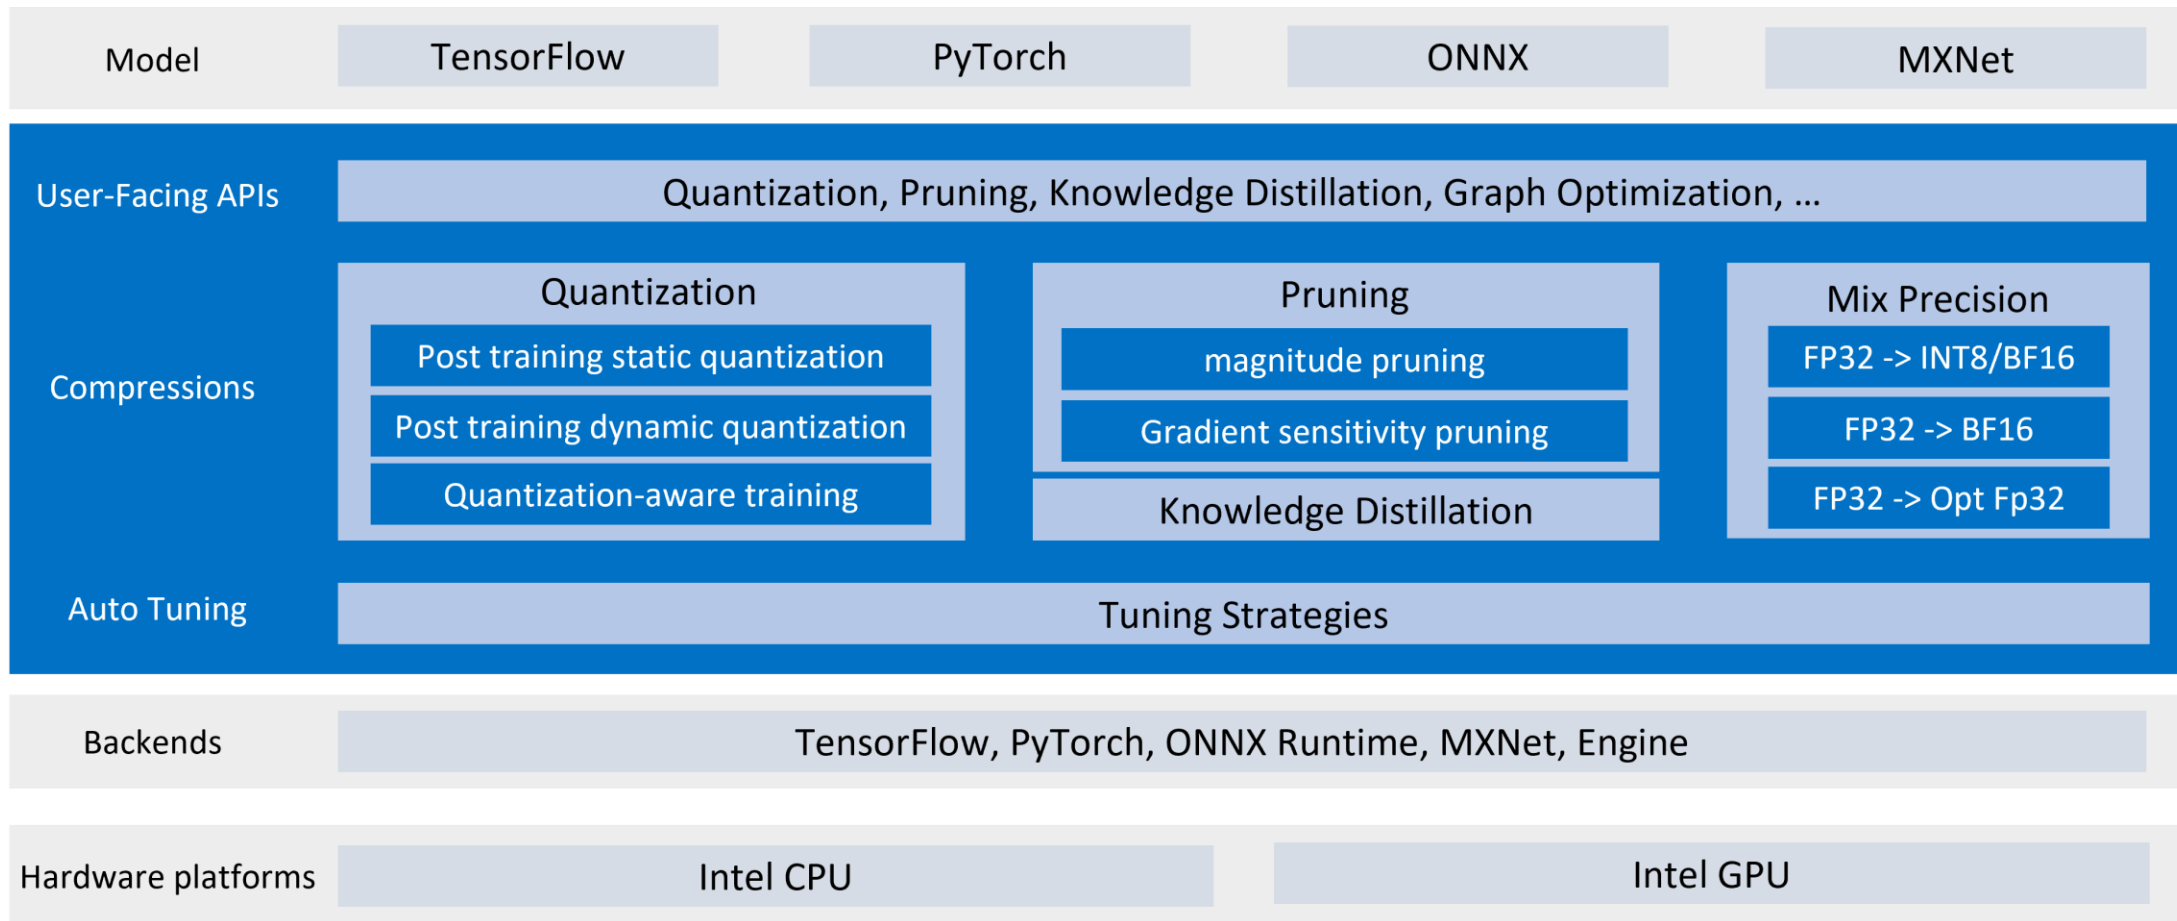 Model
TensorFlow
PyTorch
ONNX
MXNet
User-Facing APIs
Quantization, Pruning, Knowledge Distillation, Graph Optimization, ...
Compressions
Quantization
Post training static quantization
Post training dynamic quantization
Quantization-aware training
Pruning
magnitude pruning
Gradient sensitivity pruning
Knowledge Distillation
Mix Precision
FP32 -> INT8/BF16
FP32 -> BF16
FP32 -> Opt Fp32
Auto Tuning
Tuning Strategies
Backends
TensorFlow, PyTorch, ONNX Runtime, MXNet, Engine
Hardware platforms
Intel CPU
Intel GPU